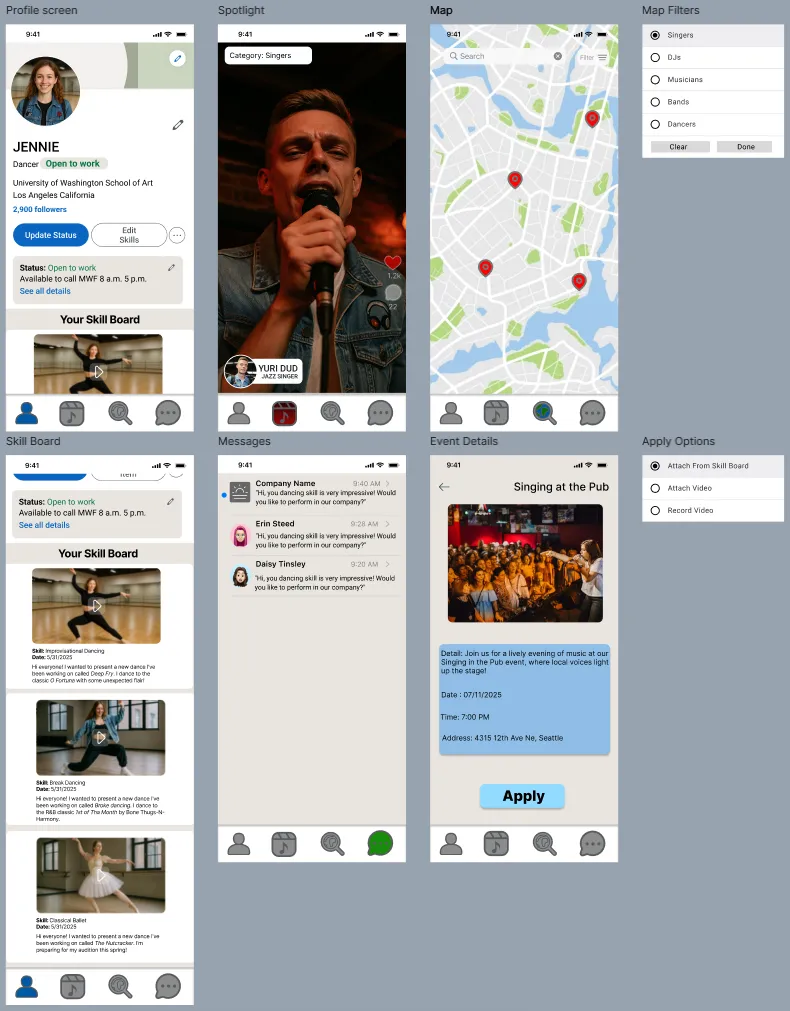 Profile screen
9:41
JENNIE
Dancer Open to work
University of Washington School of Art
Los Angeles California
2,900 followers
Update Status
Edit
Skills
Status: Open to work
Available to call MWF 8 a.m. 5 p.m.
See all details
Your Skill Board
Spotlight
9:41
Category: Singers
1.2k
22
YURI DUD
JAZZ SINGER
Map
9:41
Search
Filter
Map Filters
Singers
DJs
Musicians
Bands
Dancers
Clear
Done
Skill Board
9:41
Item
Status: Open to work
Available to call MWF 8 a.m. 5 p.m.
See all details
Your Skill Board
Skill: Improvisational Dancing
Date: 5/31/2025
Hi everyone! I wanted to present a new dance I've
been working on called Deep Fry. I dance to the
classic O Fortuna with some unexpected flak!
Skill: Break Dancing
Date: 5/31/2025
Hi everyone! I wanted to present a new dance I've
been working on called Broke dancing. I dance to
the R&B classic 1st of Tha Month by Bone Thugs-N-
Harmony.
Skill: Classical Ballet
Date: 5/31/2025
Hi everyone! I wanted to present a new dance I've
been working on called The Nutcracker. I'm
preparing for my audition this spring!
Messages
9:41
Company Name
9:40 AM
"Hi, you dancing skill is very impressive! Would
you like to perform in our company?"
Erin Steed
9:28 AM
"Hi, you dancing skill is very impressive! Would
you like to perform in our company?"
Daisy Tinsley
9:20 AM
"Hi, you dancing skill is very impressive! Would
you like to perform in our company?"
Event Details
9:41
Singing at the Pub
Detail: Join us for a lively evening of music at our
Singing in the Pub event, where local voices light
up the stage!
Date : 07/11/2025
Time: 7:00 PM
Address: 4315 12th Ave Ne, Seattle
Apply
Apply Options
Attach From Skill Board
Attach Video
Record Video